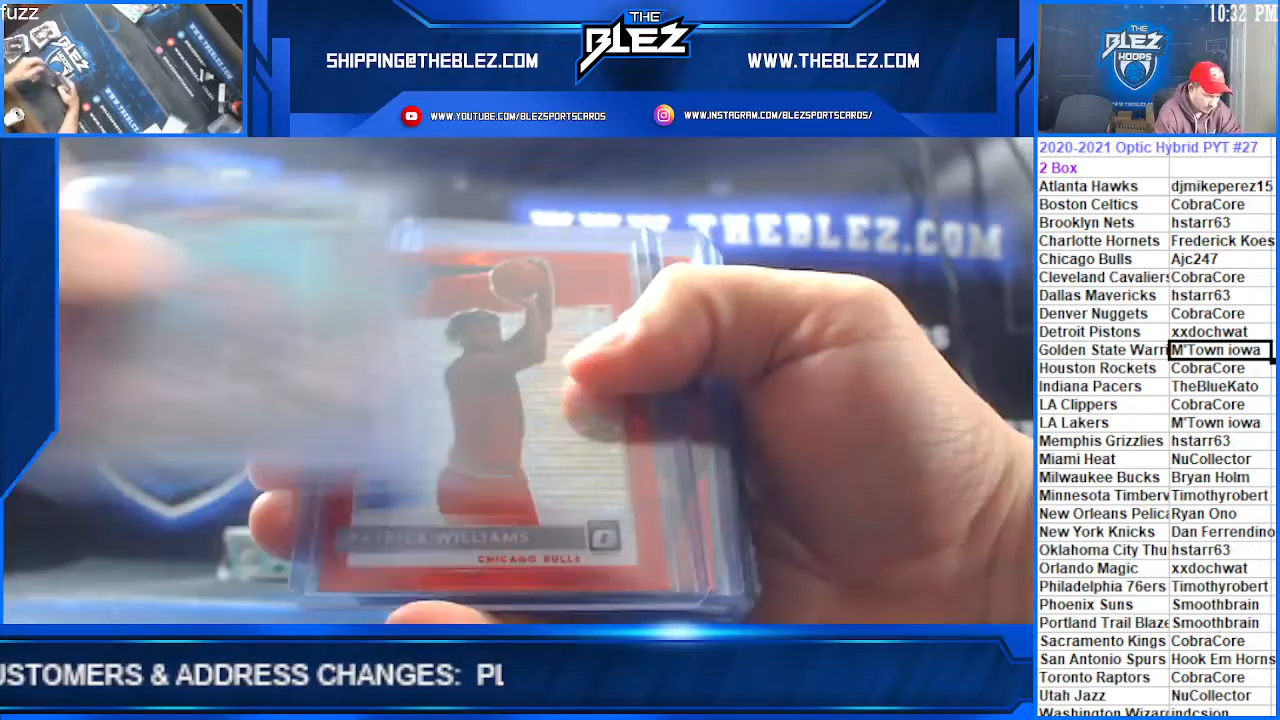 fuzz
10:32 PM
SHIPPING@THEBLEZ.COM
THE
BLEZ
WWW.THEBLEZ.COM
WWW.YOUTUBE.COM/BLEZSPORTSCARDS
WWW.INSTAGRAM.COM/BLEZSPORTSCARDS/
THE
BLEZ
HOOPS
WWW.THEBLEZ.COM
PATRICK WILLIAMS
CHICAGO BULLS
2020-2021 Optic Hybrid PYT #27
2 Box
Atlanta Hawks djmikeperez15
Boston Celtics CobraCore
Brooklyn Nets hstarr63
Charlotte Hornets Frederick Koes
Chicago Bulls Ajc247
Cleveland Cavaliers CobraCore
Dallas Mavericks hstarr63
Denver Nuggets CobraCore
Detroit Pistons xxdochwat
Golden State Warri M'Town iowa
Houston Rockets CobraCore
Indiana Pacers TheBlueKato
LA Clippers CobraCore
LA Lakers M'Town iowa
Memphis Grizzlies hstarr63
Miami Heat NuCollector
Milwaukee Bucks Bryan Holm
Minnesota Timberv Timothyrobert
New Orleans Pelica Ryan Ono
New York Knicks Dan Ferrendino
Oklahoma City Thu hstarr63
Orlando Magic xxdochwat
Philadelphia 76ers Timothyrobert
Phoenix Suns Smoothbrain
Portland Trail Blaze Smoothbrain
Sacramento Kings CobraCore
San Antonio Spurs Hook Em Horns
Toronto Raptors CobraCore
Utah Jazz NuCollector
Washington Wizar indcsion
USTOMERS & ADDRESS CHANGES: PL